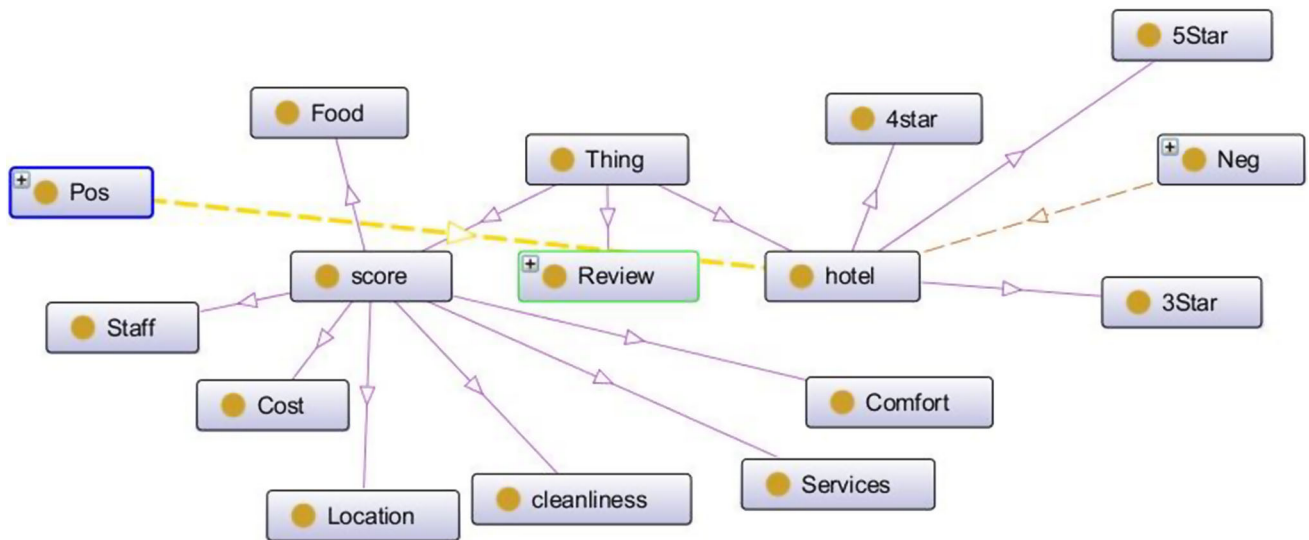 5Star
Food
4star
Thing
Neg
Pos
score
Review
hotel
3Star
Staff
Cost
Comfort
Services
cleanliness
Location